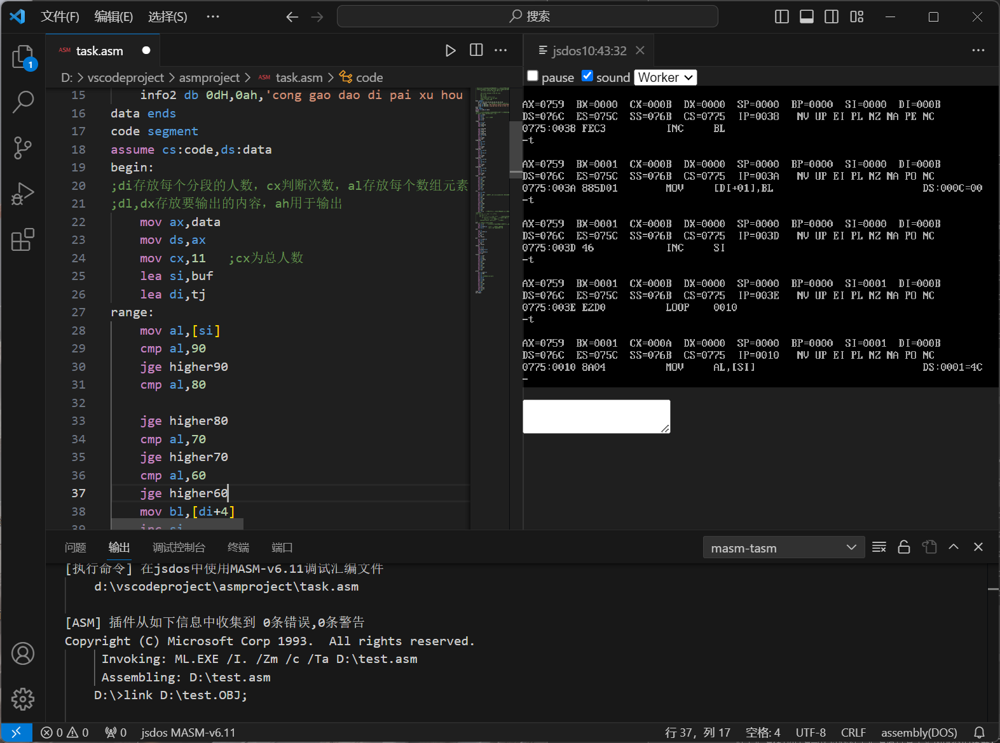 文件(F) 编辑(E) 选择(S) ··· 搜索
ASM task.asm
jsdos10:43:32
D: > vscodeproject > asmproject > ASM task.asm > code
pause sound Worker
15 info2 db 0dH,0ah,'cong gao dao di pai xu hou
16 data ends
17 code segment
18 assume cs:code,ds:data
19 begin:
20 ;di存放每个分段的人数，cx判断次数，al存放每个数组元素
21 ;dl,dx存放要输出的内容，ah用于输出
22 mov ax,data
23 mov ds,ax
24 mov cx,11 ;cx为总人数
25 lea si,buf
26 lea di,tj
27 range:
28 mov al,[si]
29 cmp al,90
30 jge higher90
31 cmp al,80
32
33 jge higher80
34 cmp al,70
35 jge higher70
36 cmp al,60
37 jge higher60
38 mov bl,[di+4]
39 inc si
AX=0759 BX=0000 CX=000B DX=0000 SP=0000 BP=0000 SI=0000 DI=000B
DS=076C ES=075C SS=076B CS=0775 IP=0038 NV UP EI PL NZ NA PE NC
0775:0038 FEC3 INC BL
-t
AX=0759 BX=0001 CX=000B DX=0000 SP=0000 BP=0000 SI=0000 DI=000B
DS=076C ES=075C SS=076B CS=0775 IP=003A NV UP EI PL NZ NA PO NC
0775:003A 885D01 MOV [DI+01],BL DS:000C=00
-t
AX=0759 BX=0001 CX=000B DX=0000 SP=0000 BP=0000 SI=0000 DI=000B
DS=076C ES=075C SS=076B CS=0775 IP=003D NV UP EI PL NZ NA PO NC
0775:003D 46 INC SI
-t
AX=0759 BX=0001 CX=000B DX=0000 SP=0000 BP=0000 SI=0001 DI=000B
DS=076C ES=075C SS=076B CS=0775 IP=003E NV UP EI PL NZ NA PO NC
0775:003E E2D0 LOOP 0010
-t
AX=0759 BX=0001 CX=000A DX=0000 SP=0000 BP=0000 SI=0001 DI=000B
DS=076C ES=075C SS=076B CS=0775 IP=0010 NV UP EI PL NZ NA PO NC
0775:0010 8A04 MOV AL,[SI] DS:0001=4C
-
问题 输出 调试控制台 终端 端口 masm-tasm
[执行命令] 在jsdos中使用MASM-v6.11调试汇编文件
d:\vscodeproject\asmproject\task.asm
[ASM] 插件从如下信息中收集到 0条错误,0条警告
Copyright (C) Microsoft Corp 1993. All rights reserved.
Invoking: ML.EXE /I. /Zm /c /Ta D:\test.asm
Assembling: D:\test.asm
D:\>link D:\test.OBJ;
1
0 0 0 jsdos MASM-v6.11 行 37，列 17 空格: 4 UTF-8 CRLF assembly(DOS)